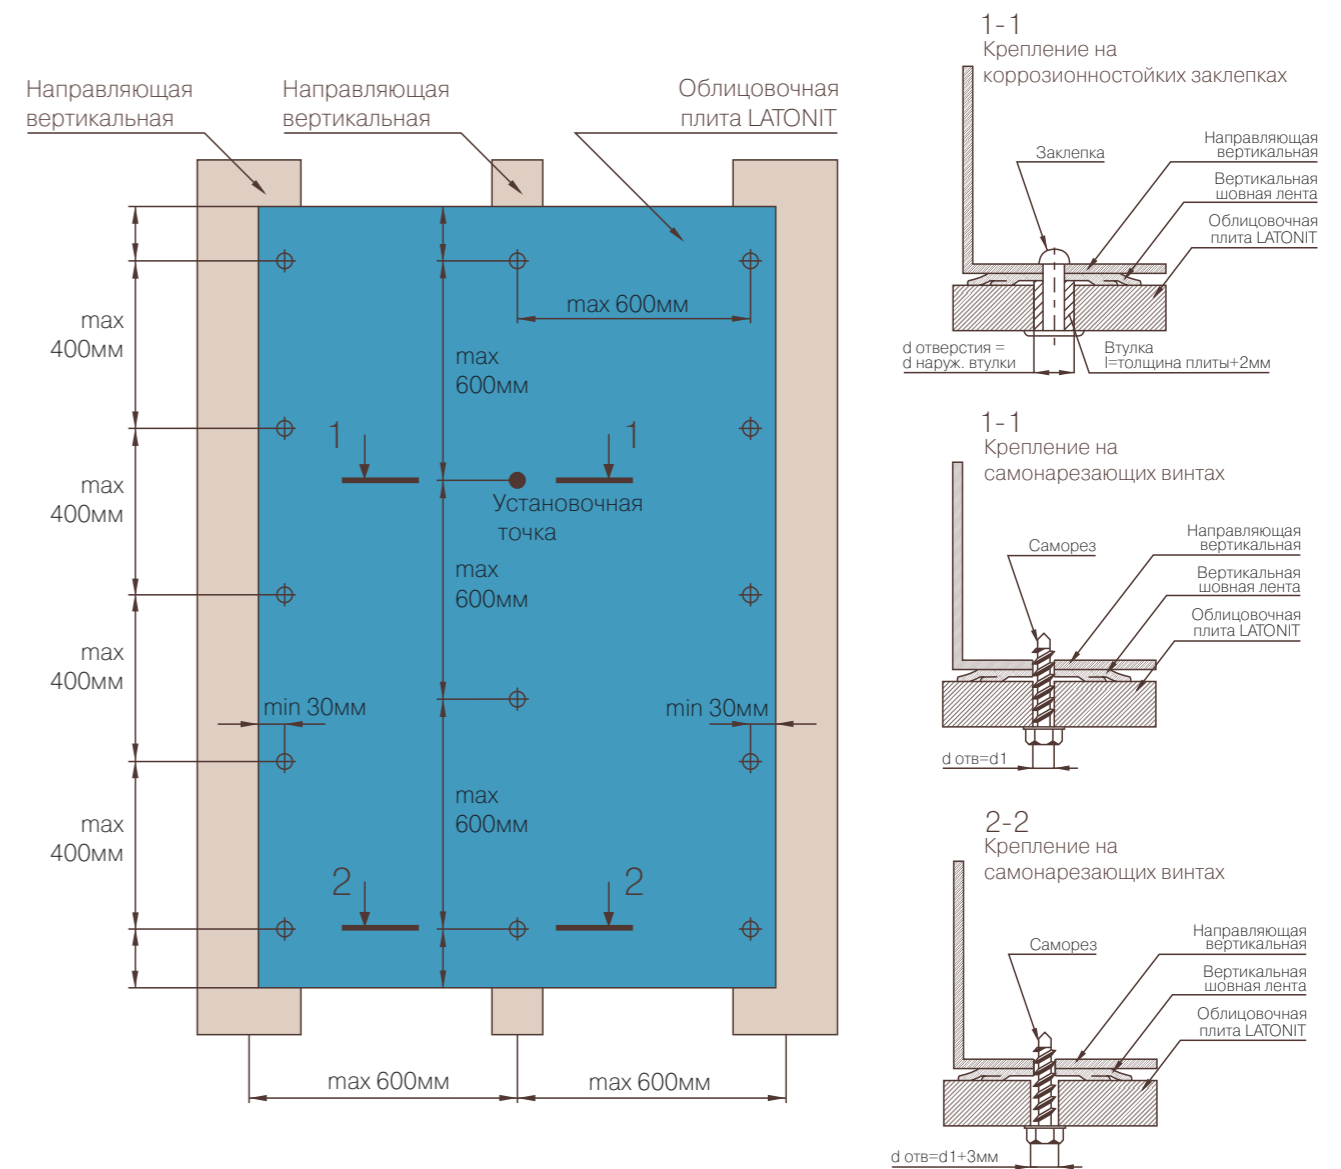 Направляющая
вертикальная
Направляющая
вертикальная
Облицовочная
плита LATONIT
max
400мм
max
400мм
max
400мм
max
400мм
max 600мм
max
600мм
1
1
Установочная
точка
max
600мм
min 30мм
min 30мм
max
600мм
2
2
max 600мм
max 600мм
1-1
Крепление на
коррозионностойких заклепках
Заклепка
Направляющая
вертикальная
Вертикальная
шовная лента
Облицовочная
плита LATONIT
d отверстия =
d наруж. втулки
Втулка
l=толщина плиты+2мм
1-1
Крепление на
самонарезающих винтах
Саморез
Направляющая
вертикальная
Вертикальная
шовная лента
Облицовочная
плита LATONIT
d отв=d1
2-2
Крепление на
самонарезающих винтах
Саморез
Направляющая
вертикальная
Вертикальная
шовная лента
Облицовочная
плита LATONIT
d отв=d1+3мм